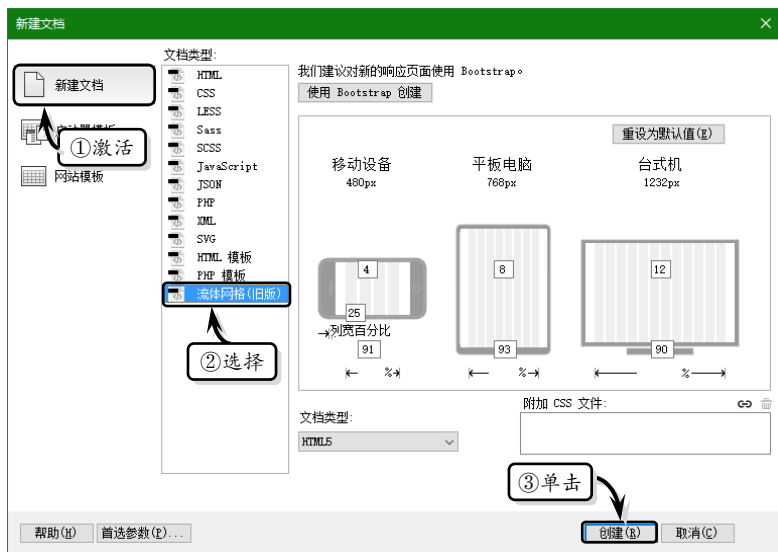 新建文档
新建文档
网站模板
①激活
文档类型:
HTML
CSS
LESS
Sass
SCSS
JavaScript
JSON
PHP
XML
SVG
HTML 模板
PHP 模板
流体网格(旧版)
②选择
我们建议对新的响应页面使用 Bootstrap。
使用 Bootstrap 创建
重设为默认值(E)
移动设备
480px
平板电脑
768px
台式机
1232px
4
8
12
25
列宽百分比
91
93
90
%
%
%
文档类型:
HTML5
附加 CSS 文件:
③单击
帮助(H)
首选参数(P)...
创建(R)
取消(C)